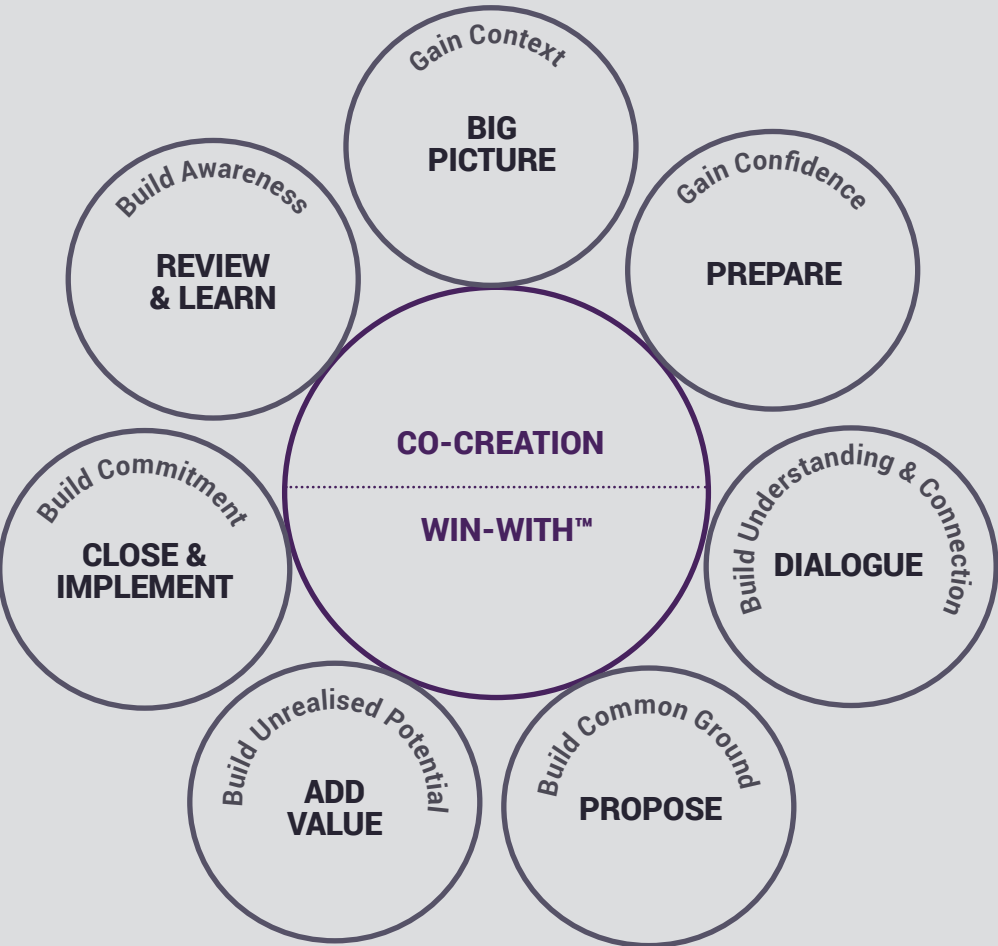 Gain Context
BIG
PICTURE
Gain Confidence
PREPARE
Build Understanding & Connection
DIALOGUE
Build Common Ground
PROPOSE
Build Unrealised Potential
ADD
VALUE
Build Commitment
CLOSE &
IMPLEMENT
Build Awareness
REVIEW
& LEARN
CO-CREATION
WIN-WITH™